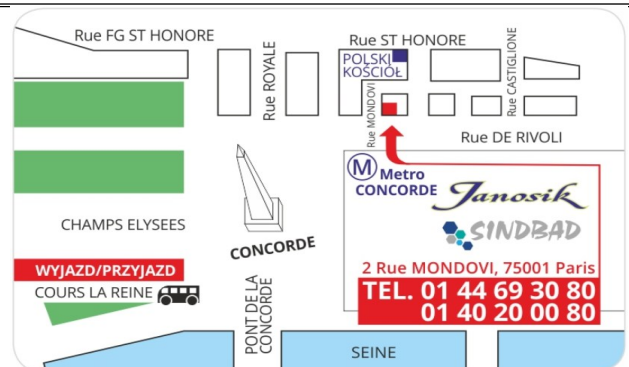 Rue FG ST HONORE
Rue ROYALE
Rue ST HONORE
POLSKI
KOŚCIÓŁ
Rue MONDOVI
Rue CASTIGLIONE
Rue DE RIVOLI
M Metro
CONCORDE
Janosik
SINDBAD
CHAMPS ELYSEES
CONCORDE
WYJAZD/PRZYJAZD
COURS LA REINE
2 Rue MONDOVI, 75001 Paris
TEL. 01 44 69 30 80
01 40 20 00 80
PONT DE LA
CONCORDE
SEINE